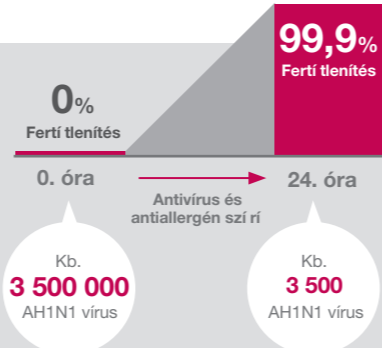 99,9%
Fertí tlenítés
0%
Fertí tlenítés
0. óra
24. óra
Antivírus és
antiallergén szí rí
Kb.
3 500 000
AH1N1 vírus
Kb.
3 500
AH1N1 vírus